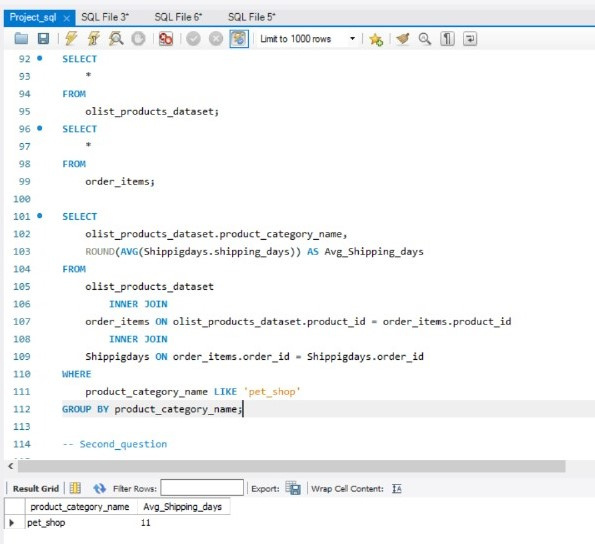 Project_sql × SQL File 3* SQL File 6* SQL File 5*
Limit to 1000 rows
92 SELECT
93 *
94 FROM
95 olist_products_dataset;
96 SELECT
97 *
98 FROM
99 order_items;
100
101 SELECT
102 olist_products_dataset.product_category_name,
103 ROUND(AVG(Shippigdays.shipping_days)) AS Avg_Shipping_days
104 FROM
105 olist_products_dataset
106 INNER JOIN
107 order_items ON olist_products_dataset.product_id = order_items.product_id
108 INNER JOIN
109 Shippigdays ON order_items.order_id = Shippigdays.order_id
110 WHERE
111 product_category_name LIKE 'pet_shop'
112 GROUP BY product_category_name;
113
114 -- Second_question
Result Grid Filter Rows: Export: Wrap Cell Content: IA
product_category_name Avg_Shipping_days
pet_shop 11